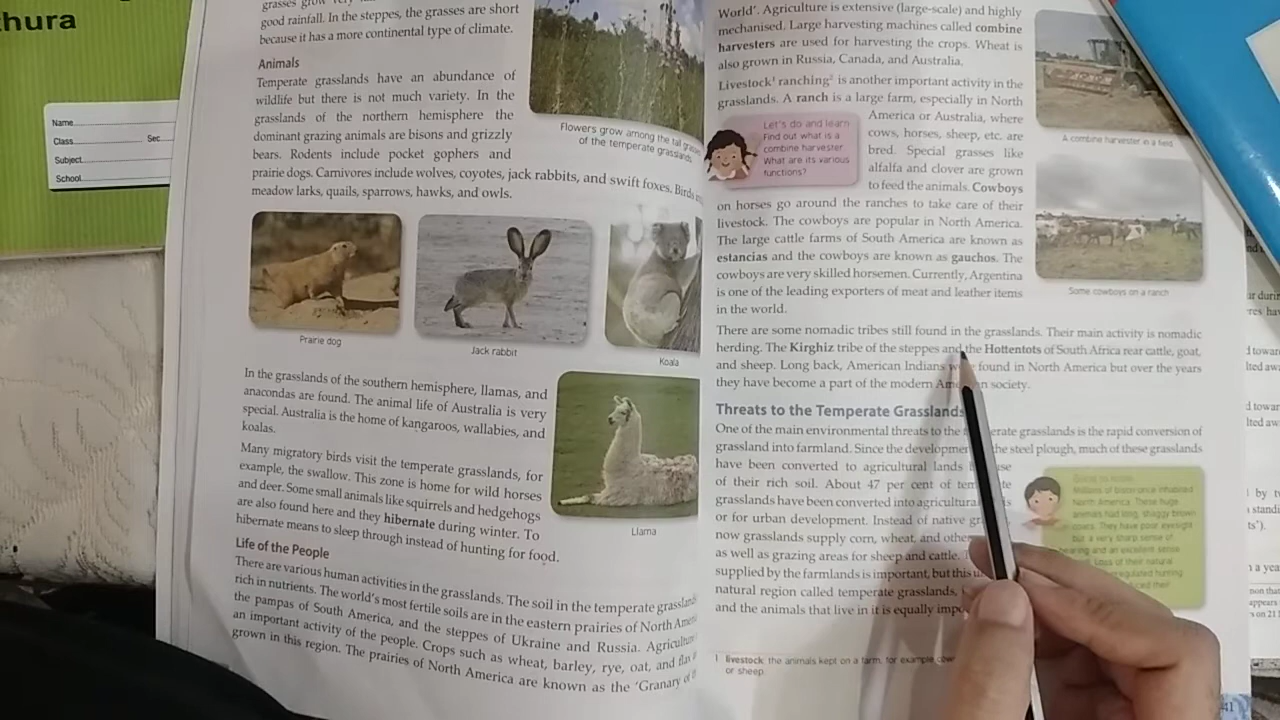 thura
Name
Class Sec.
Subject
School
good rainfall. In the steppes, the grasses are short
because it has a more continental type of climate.
Animals
Temperate grasslands have an abundance of
wildlife but there is not much variety. In the
grasslands of the northern hemisphere the
dominant grazing animals are bisons and grizzly
bears. Rodents include pocket gophers and
prairie dogs. Carnivores include wolves, coyotes, jack rabbits, and swift foxes. Birds
meadow larks, quails, sparrows, hawks, and owls.
Flowers grow among the tall
of the temperate grasslands
Prairie dog
Jack rabbit
Koala
In the grasslands of the southern hemisphere, llamas, and
anacondas are found. The animal life of Australia is very
special. Australia is the home of kangaroos, wallabies, and
koalas.
Many migratory birds visit the temperate grasslands, for
example, the swallow. This zone is home for wild horses
and deer. Some small animals like squirrels and hedgehogs
are also found here and they hibernate during winter. To
hibernate means to sleep through instead of hunting for food.
Llama
Life of the People
There are various human activities in the grasslands. The soil in the temperate
rich in nutrients. The world's most fertile soils are in the eastern prairies of North
the pampas of South America, and the steppes of Ukraine and Russia.
an important activity of the people. Crops such as wheat, barley, rye, oat, and
grown in this region. The prairies of North America are known as the 'Granary of
World'. Agriculture is extensive (large-scale) and highly
mechanised. Large harvesting machines called combine
harvesters are used for harvesting the crops. Wheat is
also grown in Russia, Canada, and Australia.
Livestock¹ ranching² is another important activity in the
grasslands. A ranch is a large farm, especially in North
America or Australia, where
cows, horses, sheep, etc. are
bred. Special grasses like
alfalfa and clover are grown
to feed the animals. Cowboys
on horses go around the ranches to take care of their
livestock. The cowboys are popular in North America.
The large cattle farms of South America are known as
estancias and the cowboys are known as gauchos. The
cowboys are very skilled horsemen. Currently, Argentina
is one of the leading exporters of meat and leather items
in the world.
Let's do and learn
Find out what is a
combine harvester.
What are its various
functions?
A combine harvester in a field
Some cowboys on a ranch
There are some nomadic tribes still found in the grasslands. Their main activity is nomadic
herding. The Kirghiz tribe of the steppes and the Hottentots of South Africa rear cattle, goat,
and sheep. Long back, American Indians found in North America but over the years
they have become a part of the modern society.
Threats to the Temperate Grasslands
One of the main environmental threats to the grasslands is the rapid conversion of
grassland into farmland. Since the the steel plough, much of these grasslands
have been converted to agricultural lands
of their rich soil. About 47 per cent of
grasslands have been converted into
or for urban development. Instead of native
now grasslands supply corn, wheat, and
as well as grazing areas for sheep and cattle.
supplied by the farmlands is important, but this
natural region called temperate grasslands,
and the animals that live in it is equally
1 livestock: the animals kept on a farm, for example
or sheep.
41